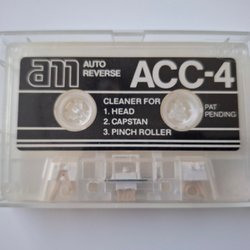 am
AUTO
REVERSE
ACC-4
CLEANER FOR
1. HEAD
2. CAPSTAN
3. PINCH ROLLER
PAT
PENDING